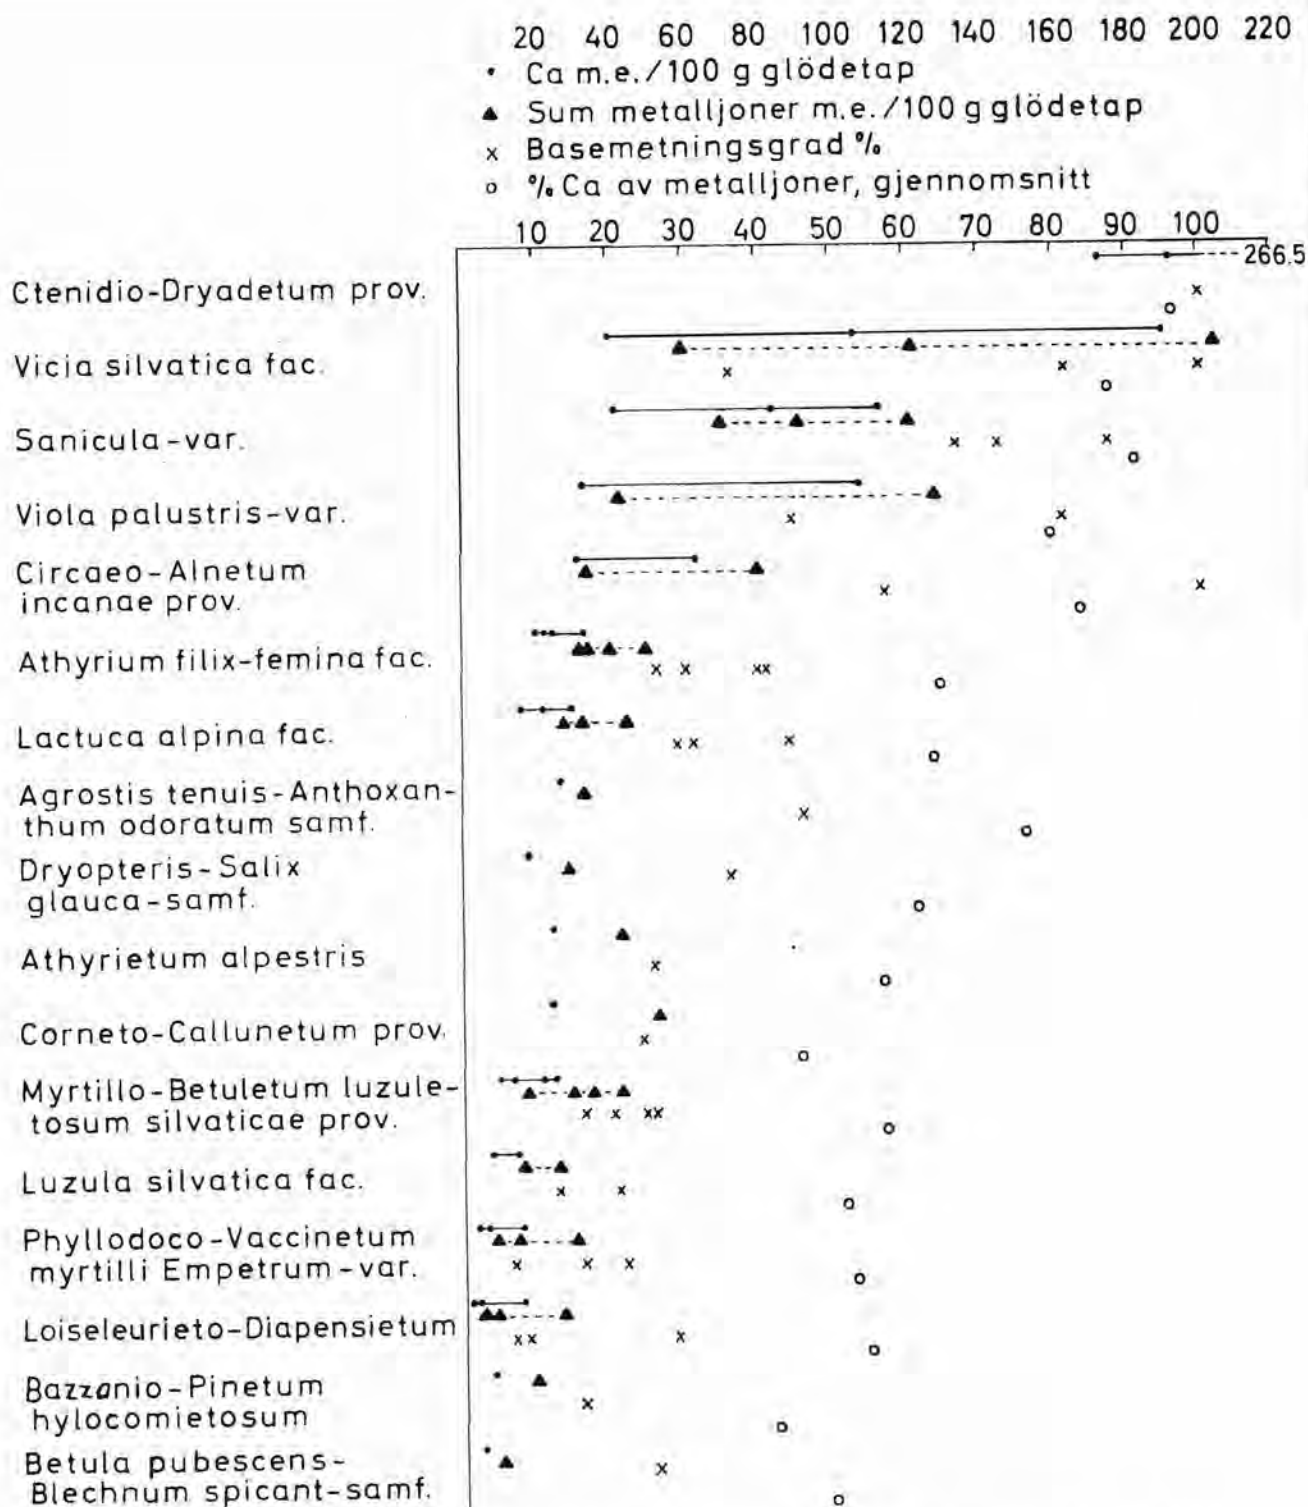 20 40 60 80 100 120 140 160 180 200 220
• Ca m.e./100 g glödetap
▲ Sum metalljoner m.e./100 g glödetap
x Basemetningsgrad %
o % Ca av metalljoner, gjennomsnitt
10 20 30 40 50 60 70 80 90 100
266.5
Ctenidio-Dryadetum prov.
Vicia silvatica fac.
Sanicula-var.
Viola palustris-var.
Circaeo-Alnetum
incanae prov.
Athyrium filix-femina fac.
Lactuca alpina fac.
Agrostis tenuis-Anthoxan-
thum odoratum samf.
Dryopteris-Salix
glauca-samf.
Athyrietum alpestris
Corneto-Callunetum prov.
Myrtillo-Betuletum luzule-
tosum silvaticae prov.
Luzula silvatica fac.
Phyllodoco-Vaccinetum
myrtilli Empetrum-var.
Loiseleurieto-Diapensietum
Bazzanio-Pinetum
hylocomietosum
Betula pubescens-
Blechnum spicant-samf.